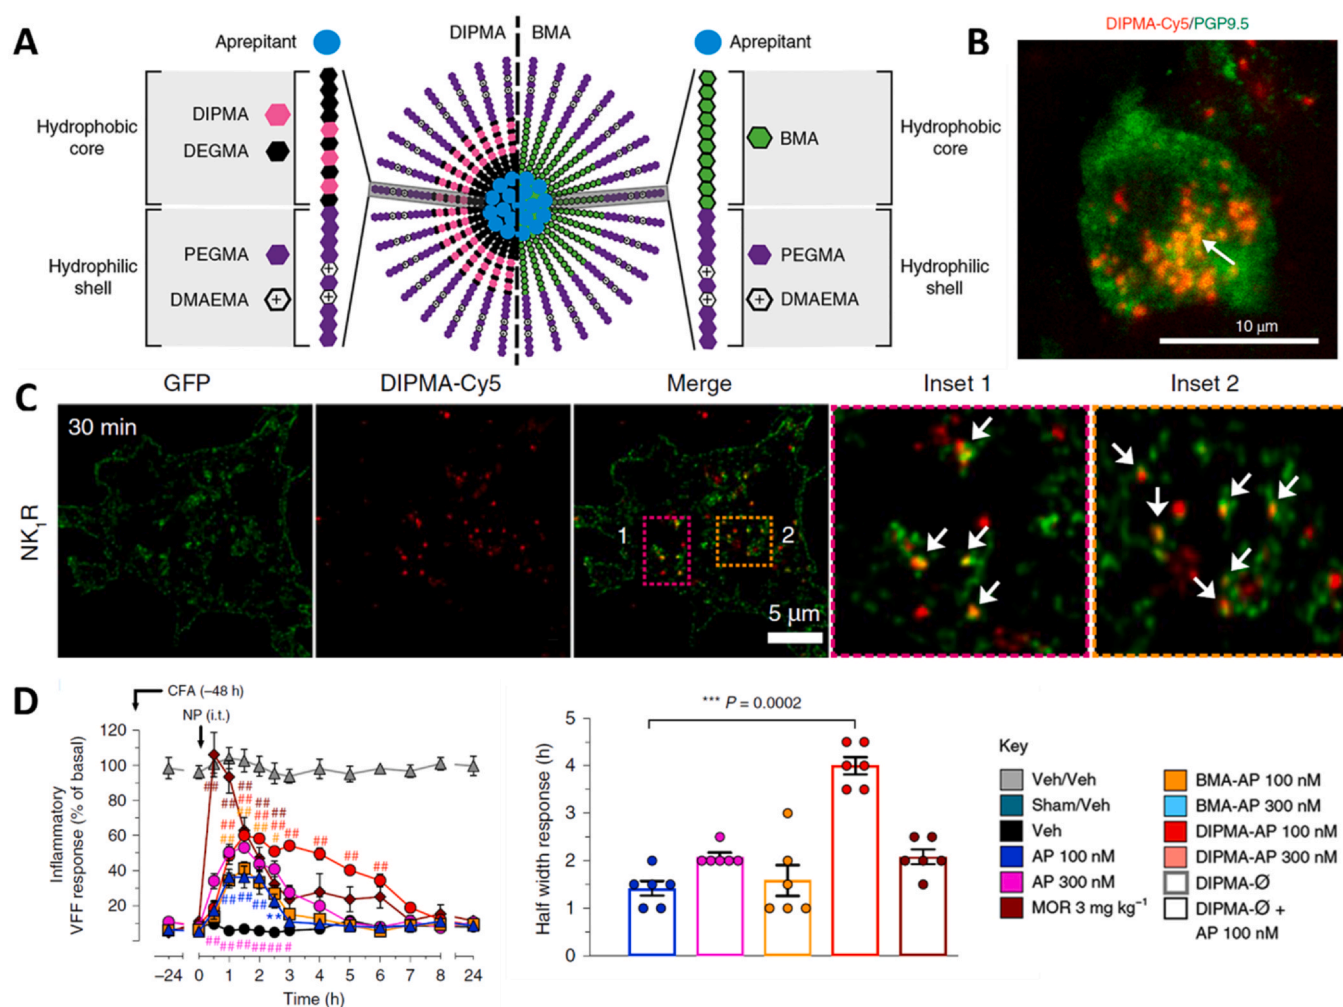 A
Aprepitant
DIPMA
BMA
Aprepitant
Hydrophobic
core
DIPMA
DEGMA
BMA
Hydrophobic
core
Hydrophilic
shell
PEGMA
DMAEMA
+
+
+
PEGMA
DMAEMA
+
+
+
Hydrophilic
shell
B
DIPMA-Cy5/PGP9.5
10 μm
C
GFP
DIPMA-Cy5
Merge
Inset 1
Inset 2
NK₁R
30 min
1
2
5 μm
D
CFA (–48 h)
NP (i.t.)
Inflammatory
VFF response (% of basal)
120
100
80
60
40
20
–24 0 1 2 3 4 5 6 7 8 24
Time (h)
*** P = 0.0002
Half width response (h)
5
4
3
2
1
0
Key
Veh/Veh
Sham/Veh
Veh
AP 100 nM
AP 300 nM
MOR 3 mg kg⁻¹
BMA-AP 100 nM
BMA-AP 300 nM
DIPMA-AP 100 nM
DIPMA-AP 300 nM
DIPMA-Ø
DIPMA-Ø +
AP 100 nM